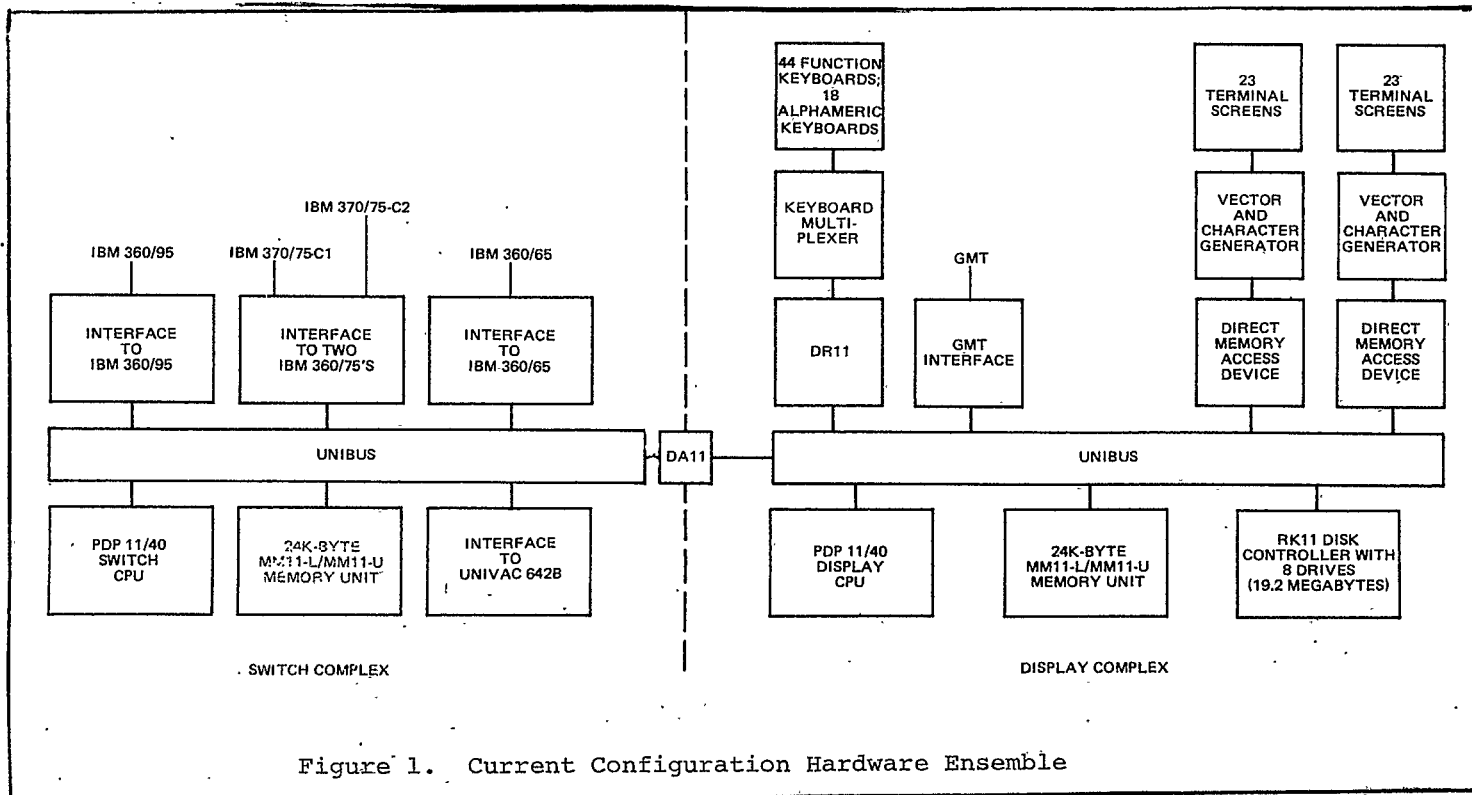 IBM 360/95
IBM 370/75-C1
IBM 370/75-C2
IBM 360/65
INTERFACE
TO
IBM 360/95
INTERFACE
TO TWO
IBM 360/75'S
INTERFACE
TO
IBM 360/65
UNIBUS
PDP 11/40
SWITCH
CPU
24K-BYTE
MM11-L/MM11-U
MEMORY UNIT
INTERFACE
TO
UNIVAC 642B
SWITCH COMPLEX
DA11
44 FUNCTION
KEYBOARDS;
18
ALPHAMERIC
KEYBOARDS
KEYBOARD
MULTI-
PLEXER
DR11
GMT
GMT
INTERFACE
23
TERMINAL
SCREENS
VECTOR
AND
CHARACTER
GENERATOR
DIRECT
MEMORY
ACCESS
DEVICE
23
TERMINAL
SCREENS
VECTOR
AND
CHARACTER
GENERATOR
DIRECT
MEMORY
ACCESS
DEVICE
UNIBUS
PDP 11/40
DISPLAY
CPU
24K-BYTE
MM11-L/MM11-U
MEMORY UNIT
RK11 DISK
CONTROLLER WITH
8 DRIVES
(19.2 MEGABYTES)
DISPLAY COMPLEX
Figure 1. Current Configuration Hardware Ensemble